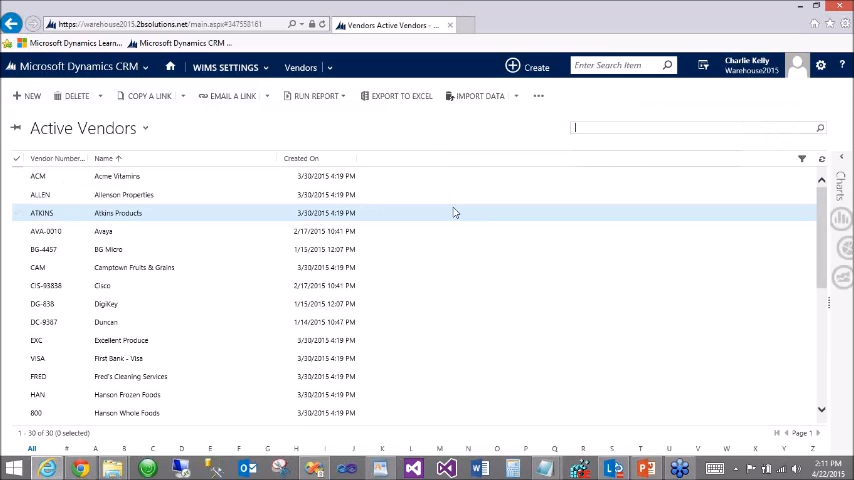 https://warehouse2015.2bsolutions.net/main.aspx#347558161
Vendors Active Vendors - ...
Microsoft Dynamics Learn...
Microsoft Dynamics CRM ...
Microsoft Dynamics CRM
WIMS SETTINGS
Vendors
Create
Enter Search Item
Charlie Kelly
Warehouse2015
NEW
DELETE
COPY A LINK
EMAIL A LINK
RUN REPORT
EXPORT TO EXCEL
IMPORT DATA
Active Vendors
Vendor Number... Name Created On
ACM Acme Vitamins 3/30/2015 4:19 PM
ALLEN Allenson Properties 3/30/2015 4:19 PM
ATKINS Atkins Products 3/30/2015 4:19 PM
AVA-0010 Avaya 2/17/2015 10:41 PM
BG-4457 BG Micro 1/15/2015 12:07 PM
CAM Camptown Fruits & Grains 3/30/2015 4:19 PM
CIS-93838 Cisco 2/17/2015 10:41 PM
DG-838 DigiKey 1/15/2015 12:07 PM
DC-9387 Duncan 1/14/2015 10:47 PM
EXC Excellent Produce 3/30/2015 4:19 PM
VISA First Bank - Visa 3/30/2015 4:19 PM
FRED Fred's Cleaning Services 3/30/2015 4:19 PM
HAN Hanson Frozen Foods 3/30/2015 4:19 PM
800 Hanson Whole Foods 3/30/2015 4:19 PM
Charts
1 - 30 of 30 (0 selected)
Page 1
All # A B C D E F G H I J K L M N O P Q R S T U V W X Y Z
2:11 PM
4/22/2015